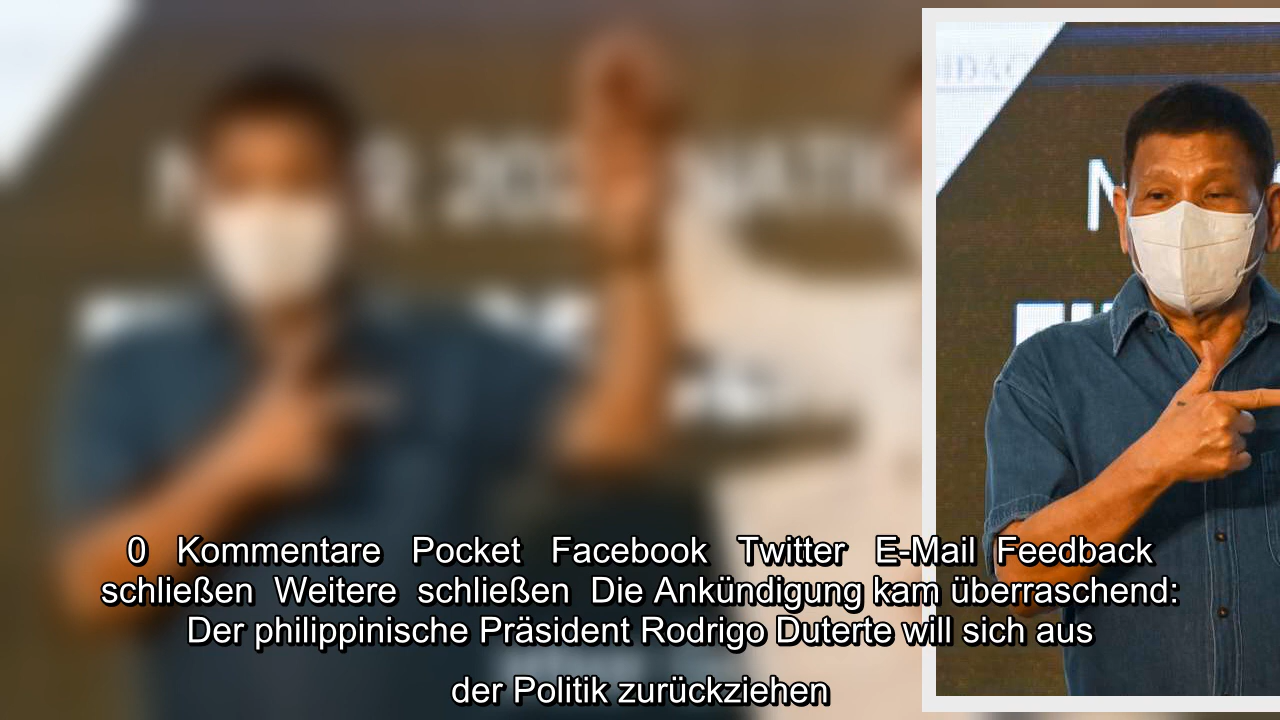 0 Kommentare Pocket Facebook Twitter E-Mail Feedback
schließen Weitere schließen Die Ankündigung kam überraschend:
Der philippinische Präsident Rodrigo Duterte will sich aus
der Politik zurückziehen